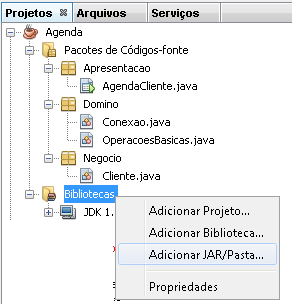 Projetos
Arquivos
Serviços
Agenda
Pacotes de Códigos-fonte
Apresentacao
AgendaCliente.java
Domino
Conexao.java
OperacoesBasicas.java
Negocio
Cliente.java
Bibliotecas
JDK 1.
Adicionar Projeto...
Adicionar Biblioteca...
Adicionar JAR/Pasta...
Propriedades